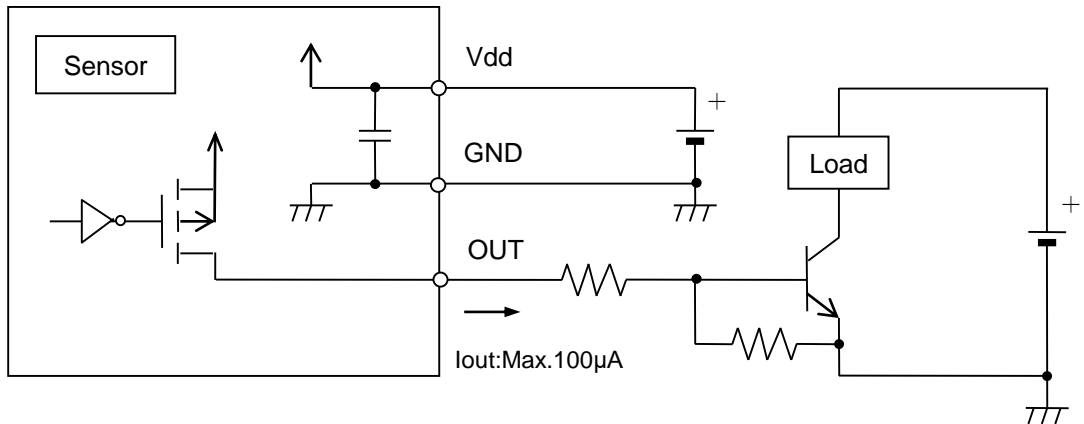 Sensor
Vdd
+
GND
Load
+
OUT
Iout:Max.100µA